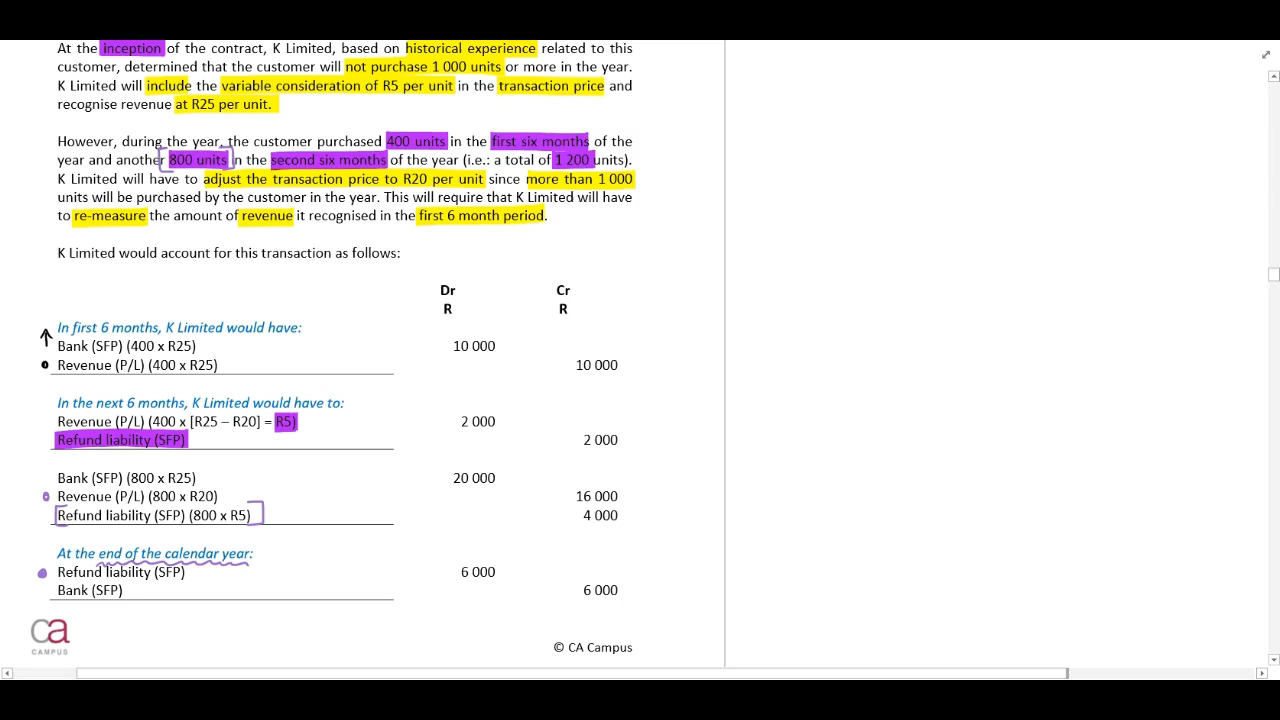 At the inception of the contract, K Limited, based on historical experience related to this
customer, determined that the customer will not purchase 1 000 units or more in the year.
K Limited will include the variable consideration of R5 per unit in the transaction price and
recognise revenue at R25 per unit.
However, during the year, the customer purchased 400 units in the first six months of the
year and another 800 units in the second six months of the year (i.e.: a total of 1 200 units).
K Limited will have to adjust the transaction price to R20 per unit since more than 1 000
units will be purchased by the customer in the year. This will require that K Limited will have
to re-measure the amount of revenue it recognised in the first 6 month period.
K Limited would account for this transaction as follows:
Dr Cr
R R
In first 6 months, K Limited would have:
Bank (SFP) (400 x R25) 10 000
Revenue (P/L) (400 x R25) 10 000
In the next 6 months, K Limited would have to:
Revenue (P/L) (400 x [R25 – R20] = R5) 2 000
Refund liability (SFP) 2 000
Bank (SFP) (800 x R25) 20 000
Revenue (P/L) (800 x R20) 16 000
Refund liability (SFP) (800 x R5) 4 000
At the end of the calendar year:
Refund liability (SFP) 6 000
Bank (SFP) 6 000
ca
CAMPUS
© CA Campus